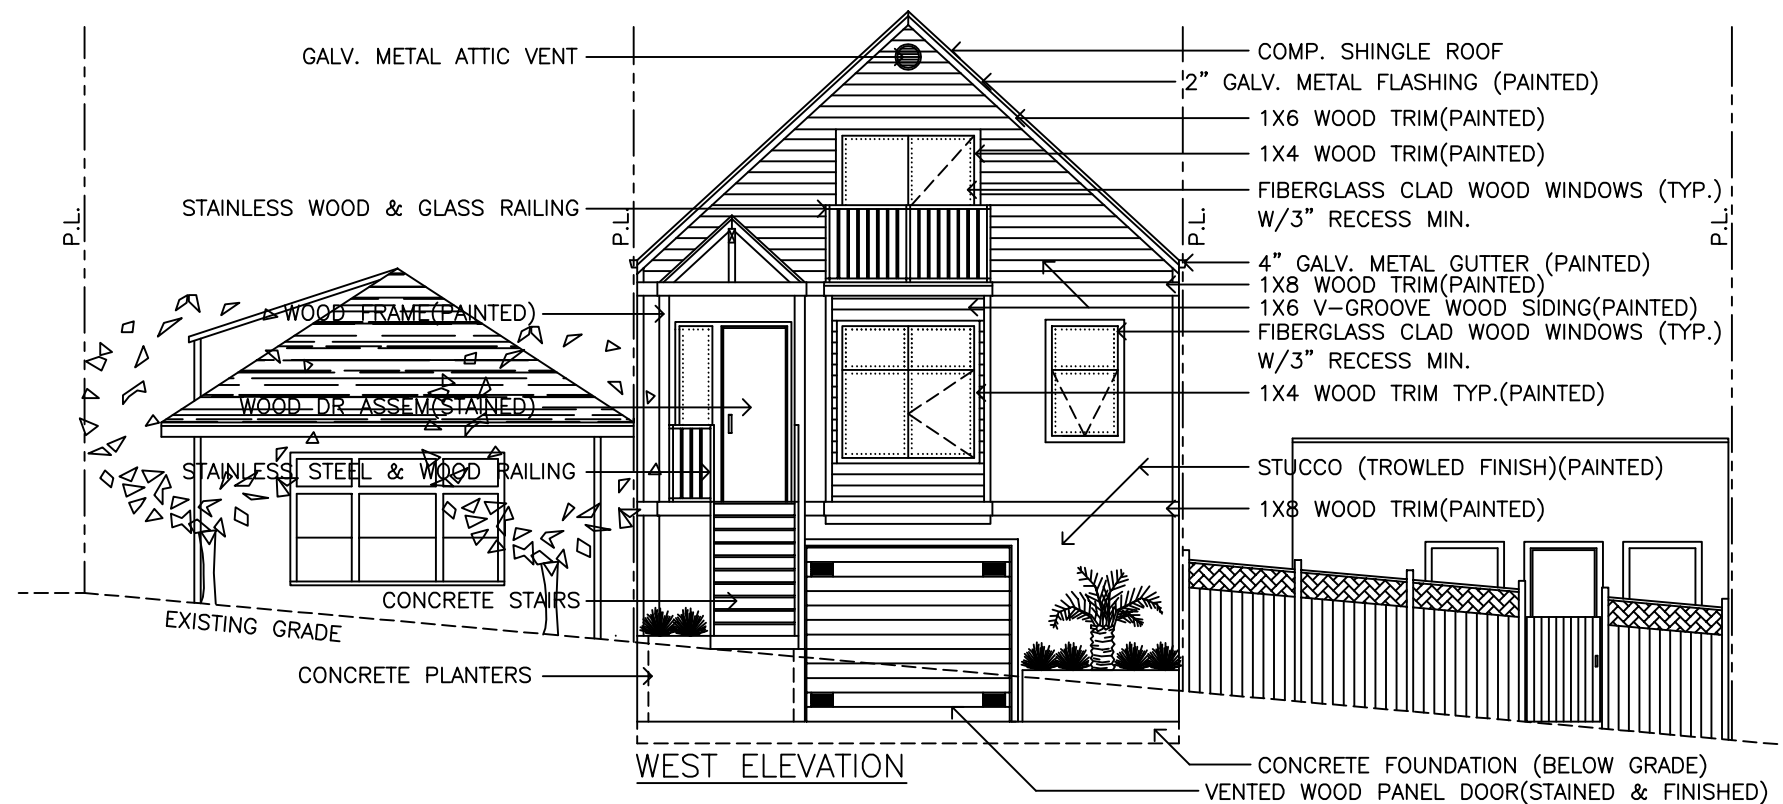 GALV. METAL ATTIC VENT
COMP. SHINGLE ROOF
2" GALV. METAL FLASHING (PAINTED)
1X6 WOOD TRIM(PAINTED)
1X4 WOOD TRIM(PAINTED)
FIBERGLASS CLAD WOOD WINDOWS (TYP.)
W/3" RECESS MIN.
STAINLESS WOOD & GLASS RAILING
P.L.
P.L.
P.L.
P.L.
4" GALV. METAL GUTTER (PAINTED)
1X8 WOOD TRIM(PAINTED)
1X6 V-GROOVE WOOD SIDING(PAINTED)
WOOD FRAME(PAINTED)
FIBERGLASS CLAD WOOD WINDOWS (TYP.)
W/3" RECESS MIN.
1X4 WOOD TRIM TYP.(PAINTED)
WOOD DR ASSEM(STAINED)
STAINLESS STEEL & WOOD RAILING
STUCCO (TROWLED FINISH)(PAINTED)
1X8 WOOD TRIM(PAINTED)
CONCRETE STAIRS
EXISTING GRADE
CONCRETE PLANTERS
WEST ELEVATION
CONCRETE FOUNDATION (BELOW GRADE)
VENTED WOOD PANEL DOOR(STAINED & FINISHED)